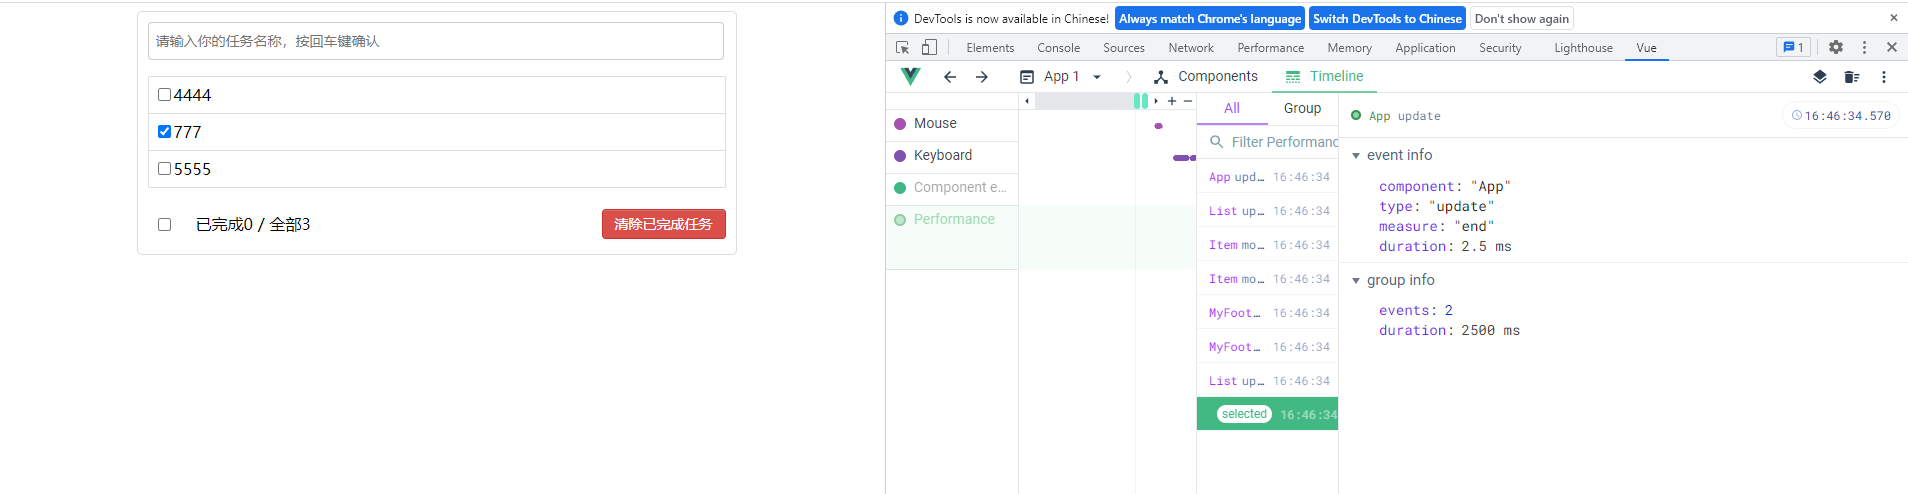 请输入你的任务名称，按回车键确认
4444
777
5555
已完成0 / 全部3
清除已完成任务
DevTools is now available in Chinese! Always match Chrome's language Switch DevTools to Chinese Don't show again ×
Elements Console Sources Network Performance Memory Application Security Lighthouse Vue 1
App 1 Components Timeline
Mouse
Keyboard
Component e...
Performance
All Group
Filter Performanc
App upd… 16:46:34
List up… 16:46:34
Item mo… 16:46:34
Item mo… 16:46:34
MyFoot… 16:46:34
MyFoot… 16:46:34
List up… 16:46:34
selected 16:46:34
App update 16:46:34.570
event info
component: "App"
type: "update"
measure: "end"
duration: 2.5 ms
group info
events: 2
duration: 2500 ms